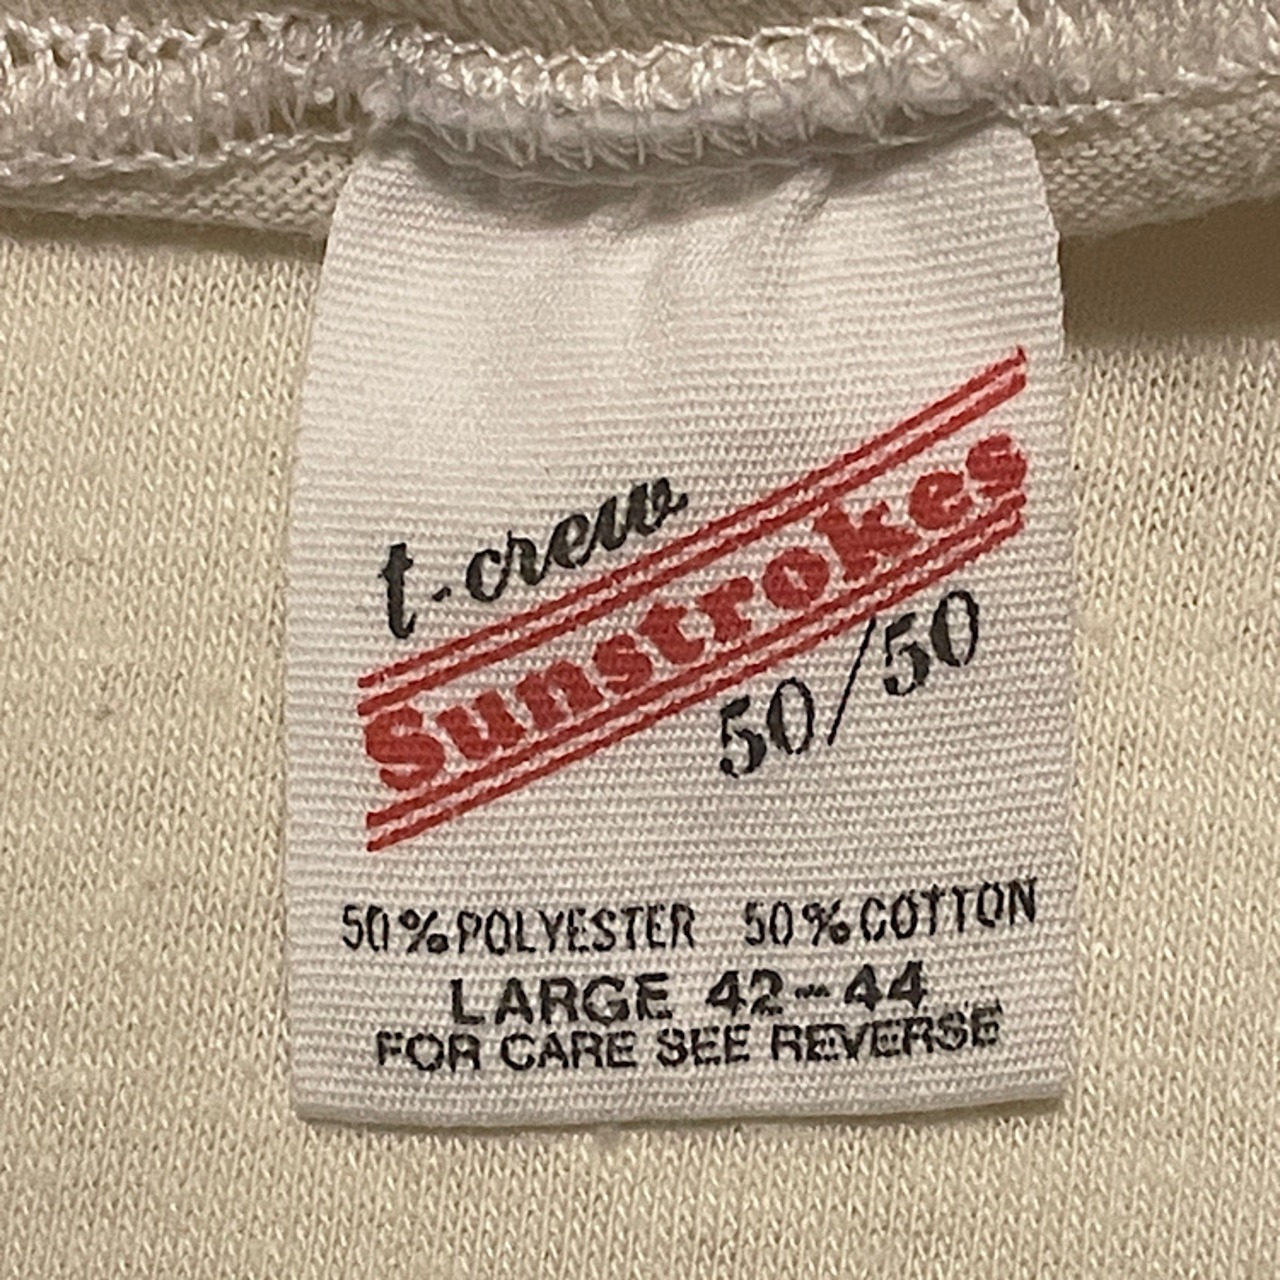 t-crew
Sunstrokes
50/50
50% POLYESTER 50% COTTON
LARGE 42-44
FOR CARE SEE REVERSE